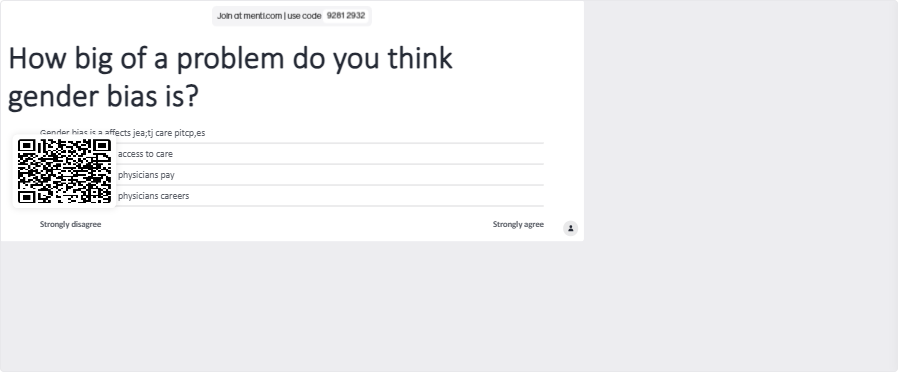 Join at menti.com | use code 9281 2932
How big of a problem do you think
gender bias is?
Gender bias is a affects jea;tj care pitcp,es
access to care
physicians pay
physicians careers
Strongly disagree
Strongly agree